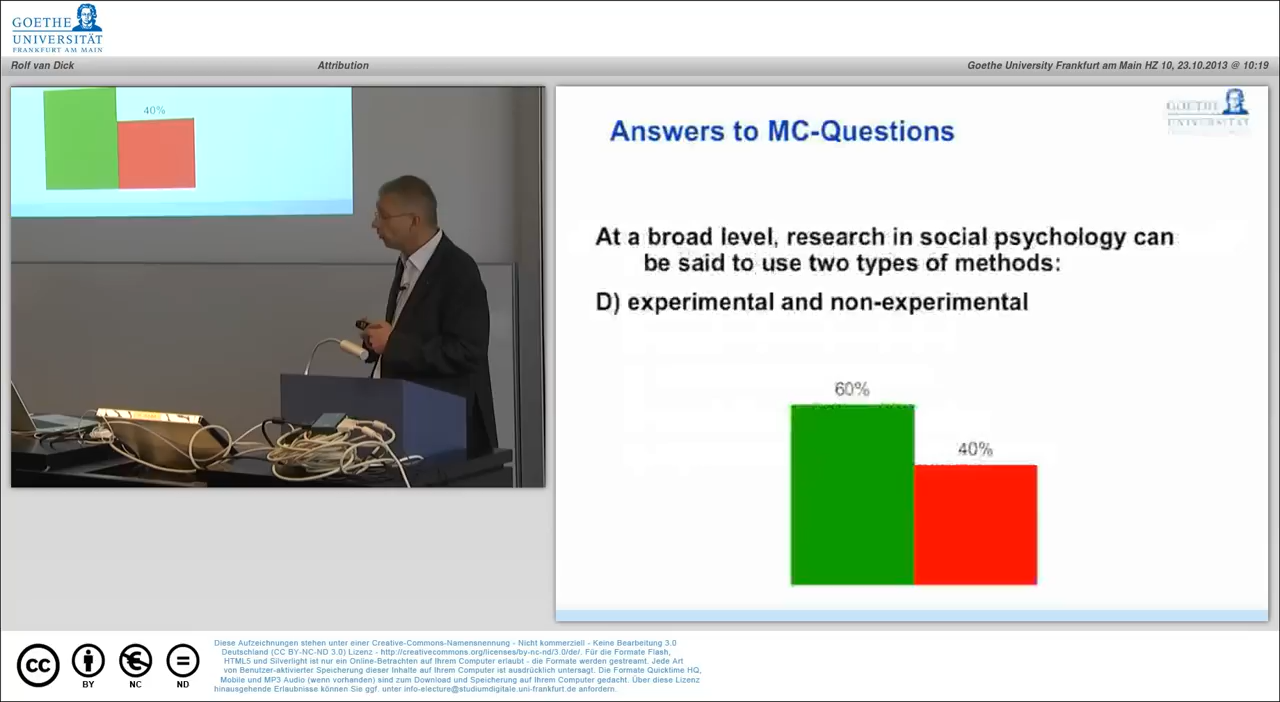 GOETHE
UNIVERSITÄT
FRANKFURT AM MAIN
Rolf van Dick
Attribution
Goethe University Frankfurt am Main HZ 10, 23.10.2013 @ 10:19
40%
GOETHE
UNIVERSITÄT
Answers to MC-Questions
At a broad level, research in social psychology can
be said to use two types of methods:
D) experimental and non-experimental
60%
40%
cc
BY
NC
ND
Diese Aufzeichnungen stehen unter einer Creative-Commons-Namensnennung - Nicht kommerziell - Keine Bearbeitung 3.0
Deutschland (CC BY-NC-ND 3.0) Lizenz - http://creativecommons.org/licenses/by-nc-nd/3.0/de/. Für die Formate Flash,
HTML5 und Silverlight ist nur ein Online-Betrachten auf Ihrem Computer erlaubt - die Formate werden gestreamt. Jede Art
von Benutzer-aktivierter Speicherung dieser Inhalte auf Ihrem Computer ist ausdrücklich untersagt. Die Formate Quicktime HQ,
Mobile und MP3 Audio (wenn vorhanden) sind zum Download und Speicherung auf Ihrem Computer gedacht. Über diese Lizenz
hinausgehende Erlaubnisse können Sie ggf. unter info-electure@studiumdigitale.uni-frankfurt.de anfordern.